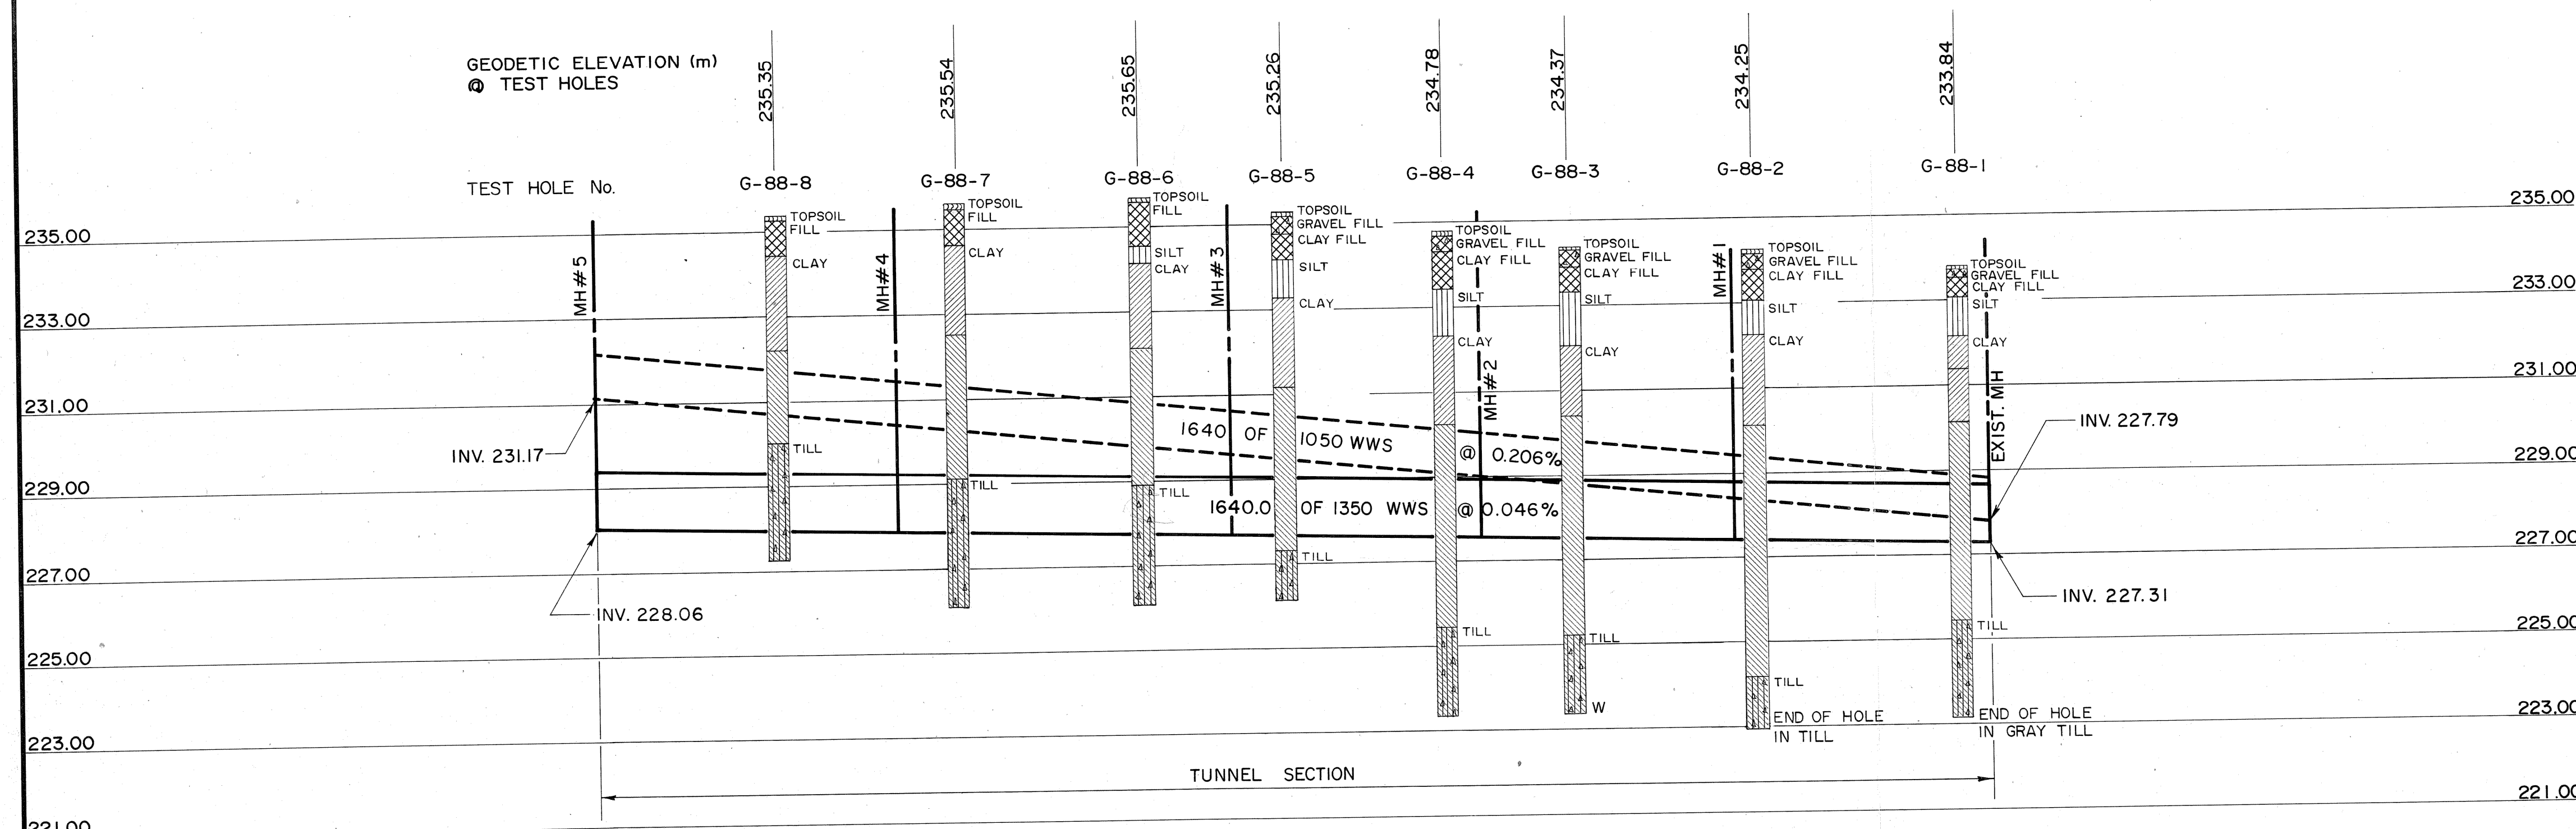 GEODETIC ELEVATION (m)
@ TEST HOLES
235.35
235.54
235.65
235.26
234.78
234.37
234.25
233.84
TEST HOLE No.
G-88-8
G-88-7
G-88-6
G-88-5
G-88-4
G-88-3
G-88-2
G-88-1
235.00
233.00
231.00
229.00
227.00
225.00
223.00
221.00
MH#5
TOPSOIL
FILL
CLAY
TILL
MH#4
TOPSOIL
FILL
CLAY
TILL
TOPSOIL
FILL
SILT
CLAY
TILL
MH#3
TOPSOIL
GRAVEL FILL
CLAY FILL
SILT
CLAY
TILL
TOPSOIL
GRAVEL FILL
CLAY FILL
SILT
CLAY
TILL
MH#2
TOPSOIL
GRAVEL FILL
CLAY FILL
SILT
CLAY
TILL
W
MH#1
TOPSOIL
GRAVEL FILL
CLAY FILL
SILT
CLAY
TILL
END OF HOLE
IN TILL
TOPSOIL
GRAVEL FILL
CLAY FILL
SILT
CLAY
TILL
END OF HOLE
IN GRAY TILL
EXIST. MH
INV. 231.17
INV. 228.06
1640 OF 1050 WWS @ 0.206%
1640.0 OF 1350 WWS @ 0.046%
INV. 227.79
INV. 227.31
TUNNEL SECTION
235.00
233.00
231.00
229.00
227.00
225.00
223.00
221.00